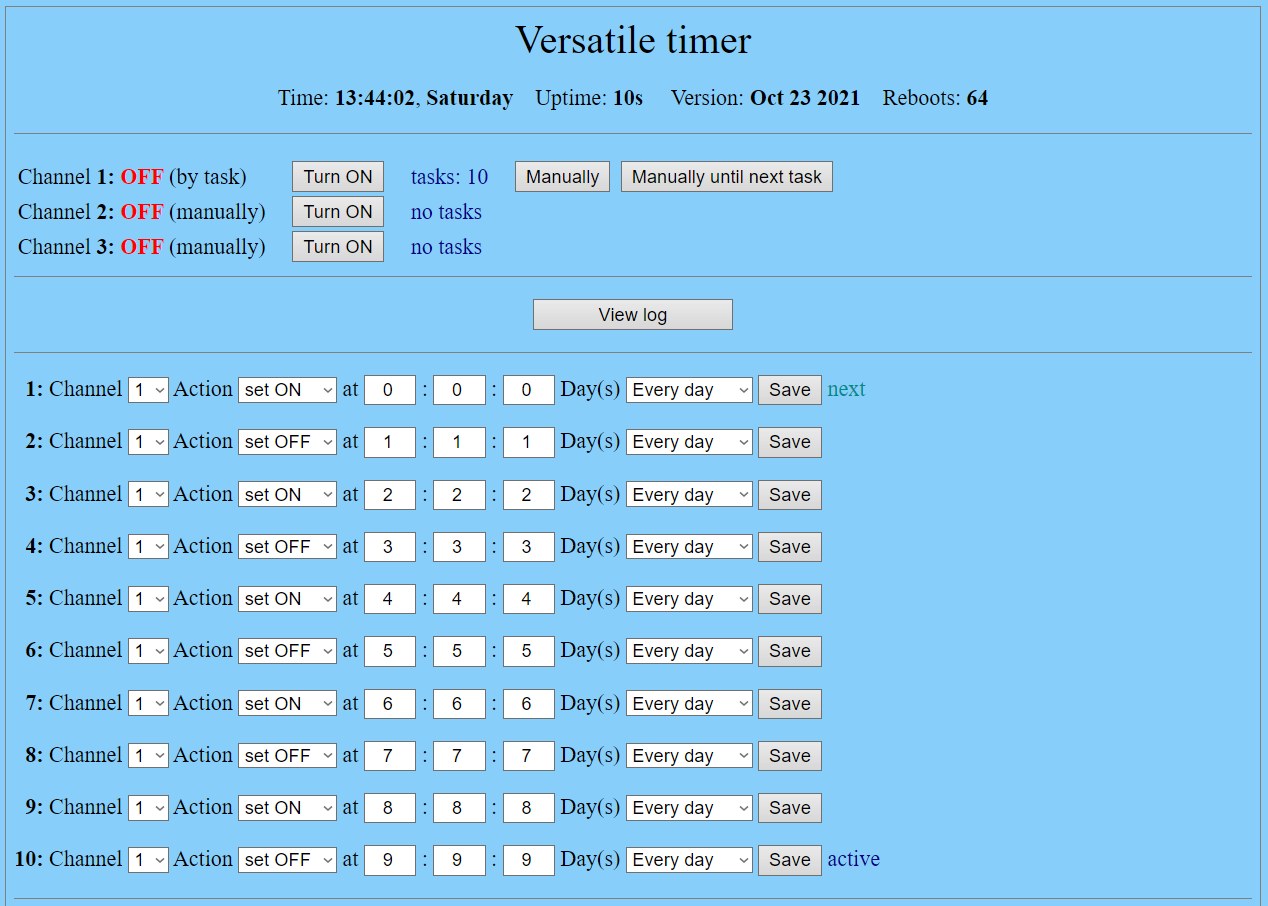 Versatile timer
Time: 13:44:02, Saturday Uptime: 10s Version: Oct 23 2021 Reboots: 64
Channel 1: OFF (by task) Turn ON tasks: 10 Manually Manually until next task
Channel 2: OFF (manually) Turn ON no tasks
Channel 3: OFF (manually) Turn ON no tasks
View log
1: Channel 1 Action set ON at 0 : 0 : 0 Day(s) Every day Save next
2: Channel 1 Action set OFF at 1 : 1 : 1 Day(s) Every day Save
3: Channel 1 Action set ON at 2 : 2 : 2 Day(s) Every day Save
4: Channel 1 Action set OFF at 3 : 3 : 3 Day(s) Every day Save
5: Channel 1 Action set ON at 4 : 4 : 4 Day(s) Every day Save
6: Channel 1 Action set OFF at 5 : 5 : 5 Day(s) Every day Save
7: Channel 1 Action set ON at 6 : 6 : 6 Day(s) Every day Save
8: Channel 1 Action set OFF at 7 : 7 : 7 Day(s) Every day Save
9: Channel 1 Action set ON at 8 : 8 : 8 Day(s) Every day Save
10: Channel 1 Action set OFF at 9 : 9 : 9 Day(s) Every day Save active